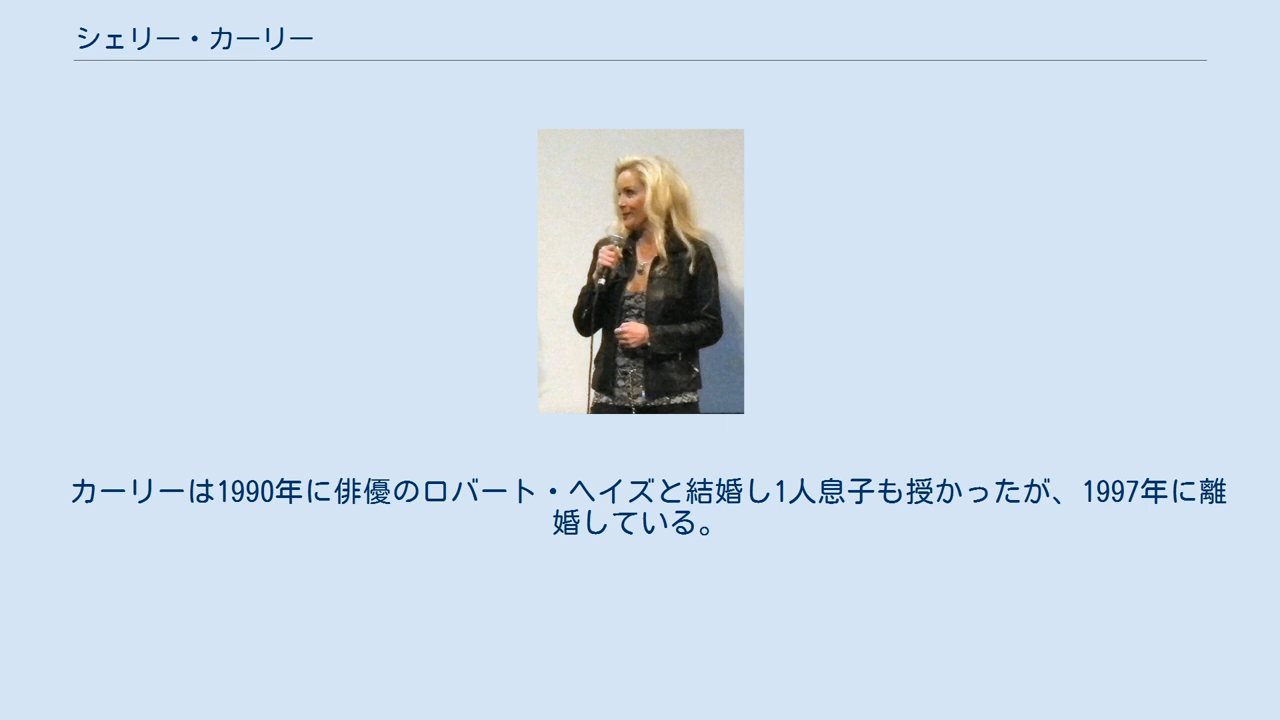 シェリー・カーリー
カーリーは1990年に俳優のロバート・ヘイズと結婚し1人息子も授かったが、1997年に離
婚している。